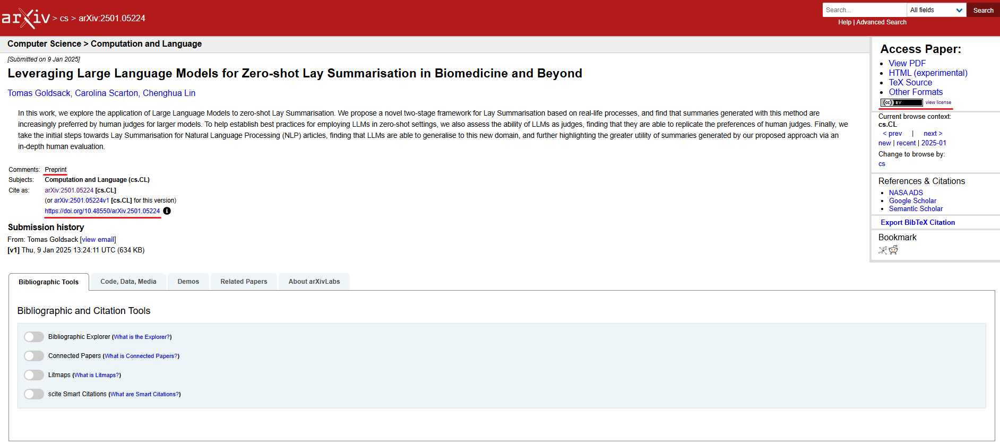 arXiv > cs > arXiv:2501.05224
Search...
All fields
Search
Help | Advanced Search
Computer Science > Computation and Language
[Submitted on 9 Jan 2025]
Leveraging Large Language Models for Zero-shot Lay Summarisation in Biomedicine and Beyond
Tomas Goldsack, Carolina Scarton, Chenghua Lin
In this work, we explore the application of Large Language Models to zero-shot Lay Summarisation. We propose a novel two-stage framework for Lay Summarisation based on real-life processes, and find that summaries generated with this method are
increasingly preferred by human judges for larger models. To help establish best practices for employing LLMs in zero-shot settings, we also assess the ability of LLMs as judges, finding that they are able to replicate the preferences of human judges. Finally, we
take the initial steps towards Lay Summarisation for Natural Language Processing (NLP) articles, finding that LLMs are able to generalise to this new domain, and further highlighting the greater utility of summaries generated by our proposed approach via an
in-depth human evaluation.
Comments: Preprint
Subjects: Computation and Language (cs.CL)
Cite as: arXiv:2501.05224 [cs.CL]
(or arXiv:2501.05224v1 [cs.CL] for this version)
https://doi.org/10.48550/arXiv.2501.05224
Submission history
From: Tomas Goldsack [view email]
[v1] Thu, 9 Jan 2025 13:24:11 UTC (634 KB)
Access Paper:
View PDF
HTML (experimental)
TeX Source
Other Formats
(cc) BY view license
Current browse context:
cs.CL
< prev | next >
new | recent | 2025-01
Change to browse by:
cs
References & Citations
NASA ADS
Google Scholar
Semantic Scholar
Export BibTeX Citation
Bookmark
Bibliographic Tools
Code, Data, Media
Demos
Related Papers
About arXivLabs
Bibliographic and Citation Tools
Bibliographic Explorer (What is the Explorer?)
Connected Papers (What is Connected Papers?)
Litmaps (What is Litmaps?)
scite Smart Citations (What are Smart Citations?)